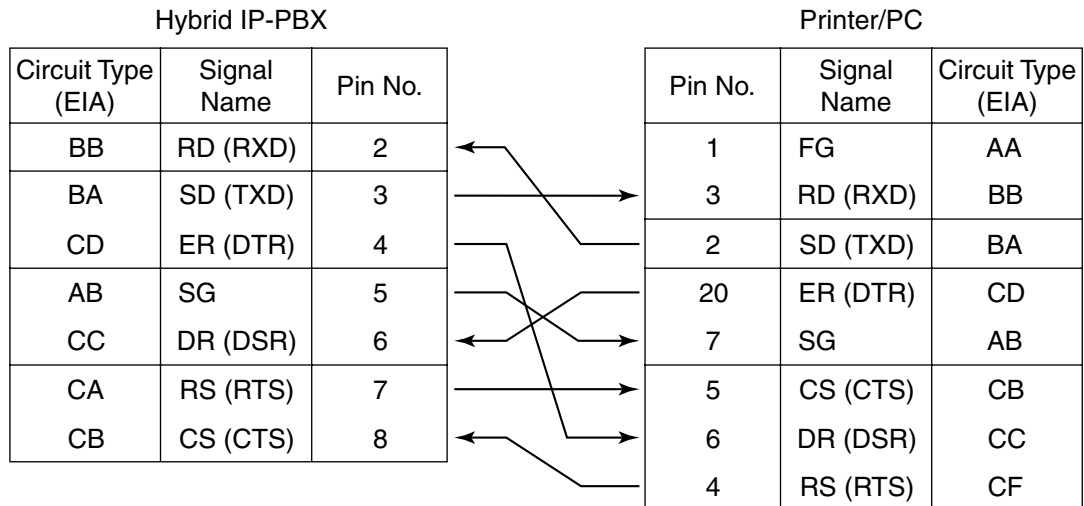 Hybrid IP-PBX
Circuit Type (EIA) Signal Name Pin No.
BB RD (RXD) 2
BA SD (TXD) 3
CD ER (DTR) 4
AB SG 5
CC DR (DSR) 6
CA RS (RTS) 7
CB CS (CTS) 8
Printer/PC
Pin No. Signal Name Circuit Type (EIA)
1 FG AA
3 RD (RXD) BB
2 SD (TXD) BA
20 ER (DTR) CD
7 SG AB
5 CS (CTS) CB
6 DR (DSR) CC
4 RS (RTS) CF